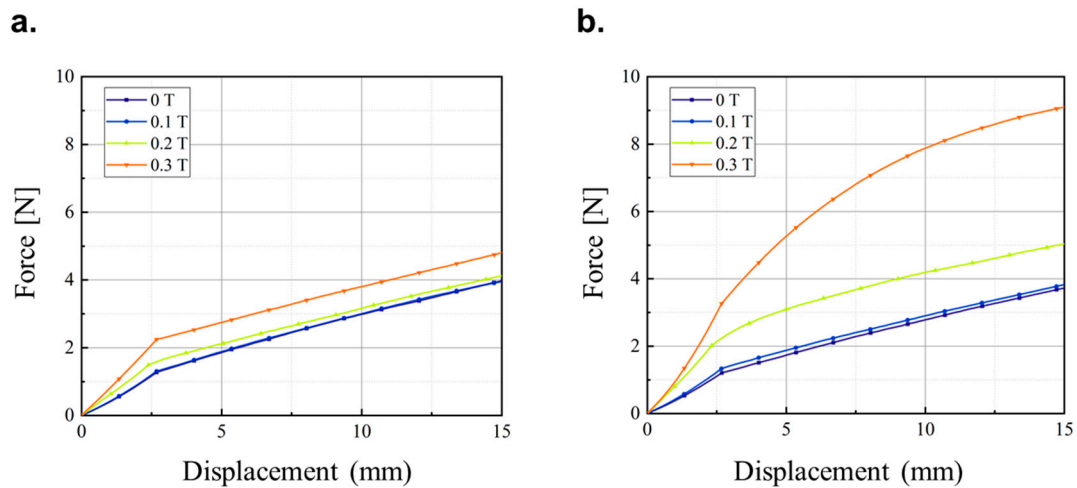 a.
10
8
6
4
2
0
Force [N]
0 T
0.1 T
0.2 T
0.3 T
0
5
10
15
Displacement (mm)
b.
10
8
6
4
2
0
Force [N]
0 T
0.1 T
0.2 T
0.3 T
0
5
10
15
Displacement (mm)